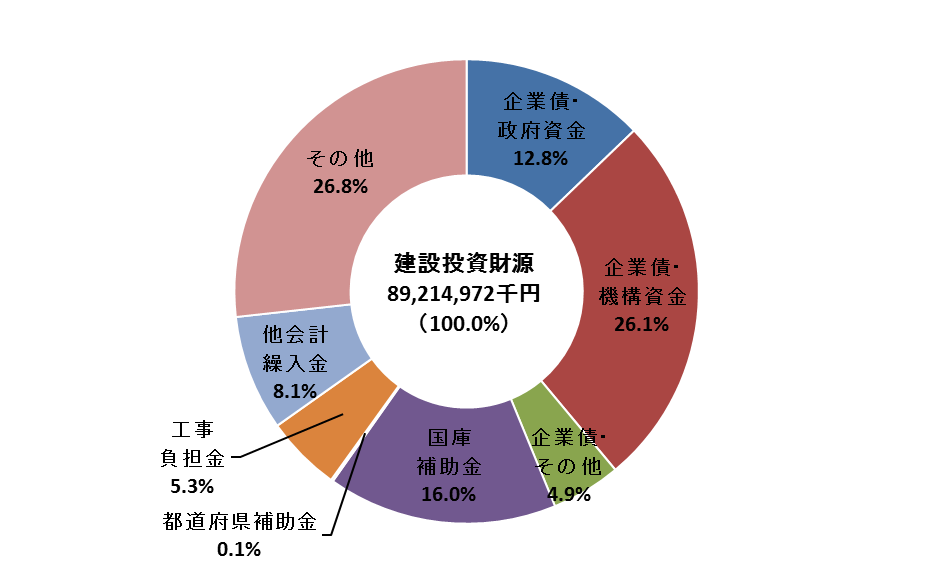 企業債・
政府資金
12.8%
企業債・
機構資金
26.1%
企業債・
その他
4.9%
国庫
補助金
16.0%
都道府県補助金
0.1%
工事
負担金
5.3%
他会計
繰入金
8.1%
その他
26.8%
建設投資財源
89,214,972千円
（100.0%）